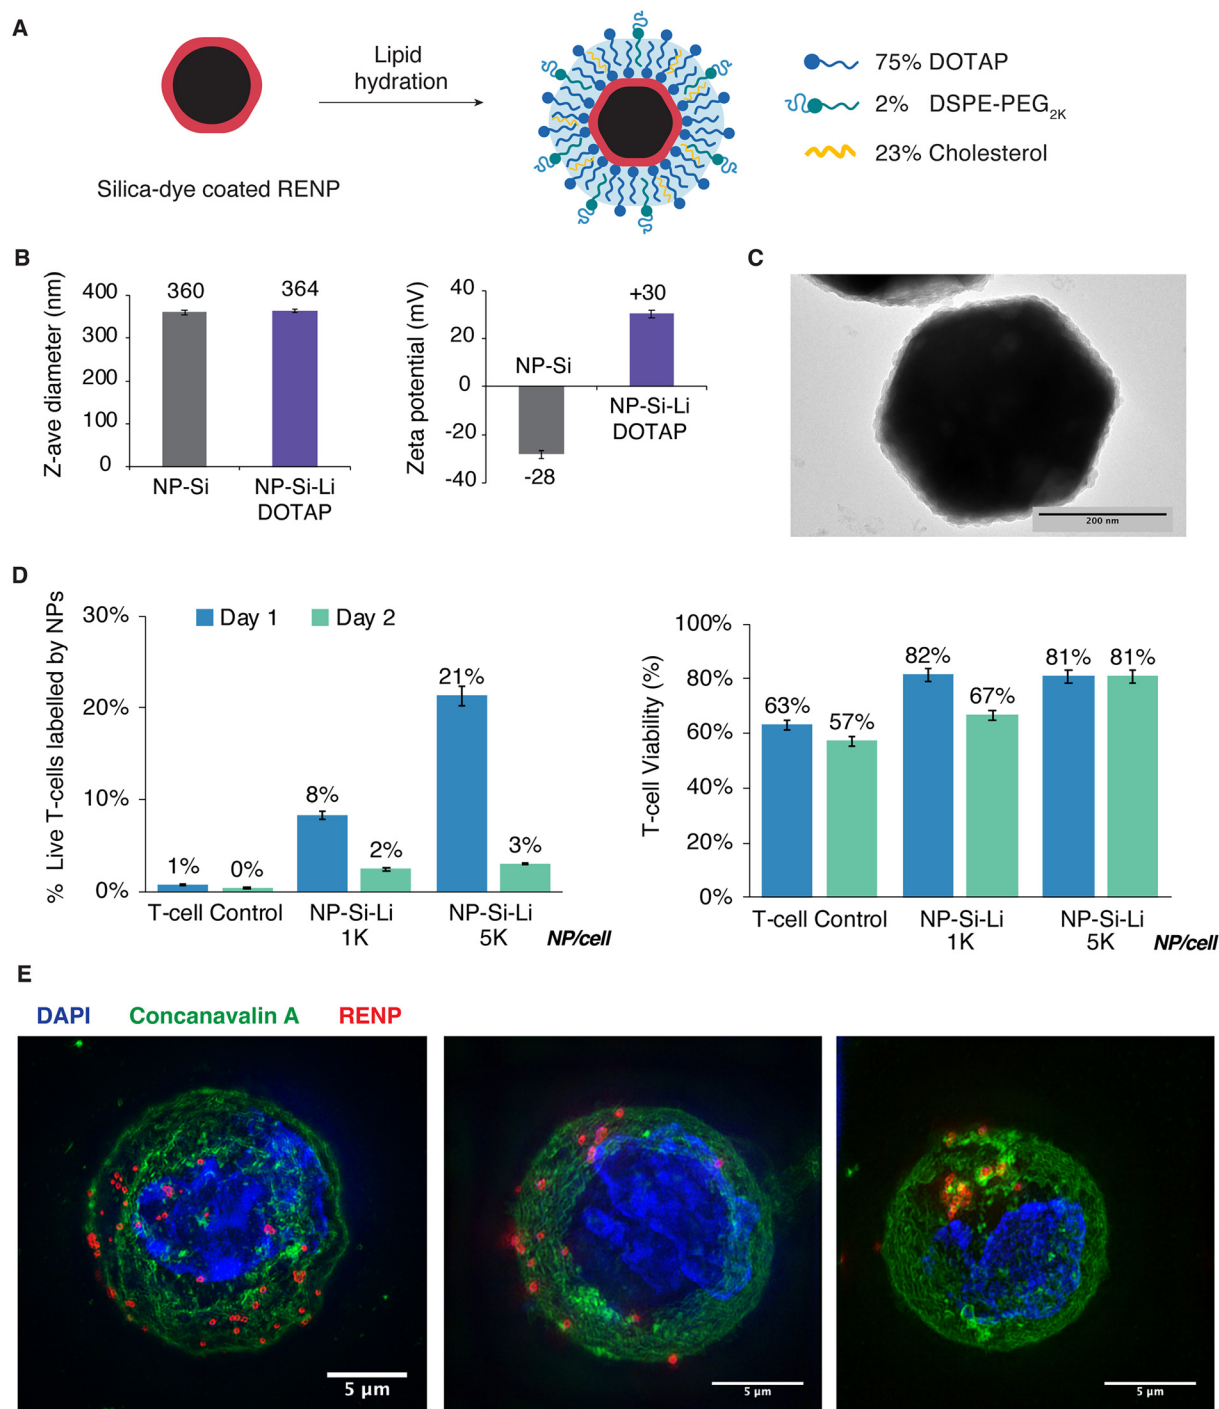 A
Lipid
hydration
Silica-dye coated RENP
75% DOTAP
2% DSPE-PEG2K
23% Cholesterol
B
Z-ave diameter (nm)
400
300
200
100
0
360
364
NP-Si
NP-Si-Li
DOTAP
Zeta potential (mV)
40
20
0
-20
-40
NP-Si
-28
+30
NP-Si-Li
DOTAP
C
200 nm
D
% Live T-cells labelled by NPs
30%
20%
10%
0%
Day 1
Day 2
1%
0%
8%
2%
21%
3%
T-cell Control
NP-Si-Li
1K
NP-Si-Li
5K
NP/cell
T-cell Viability (%)
100%
80%
60%
40%
20%
0%
63%
57%
82%
67%
81%
81%
T-cell Control
NP-Si-Li
1K
NP-Si-Li
5K
NP/cell
E
DAPI Concanavalin A RENP
5 μm
5 μm
5 μm